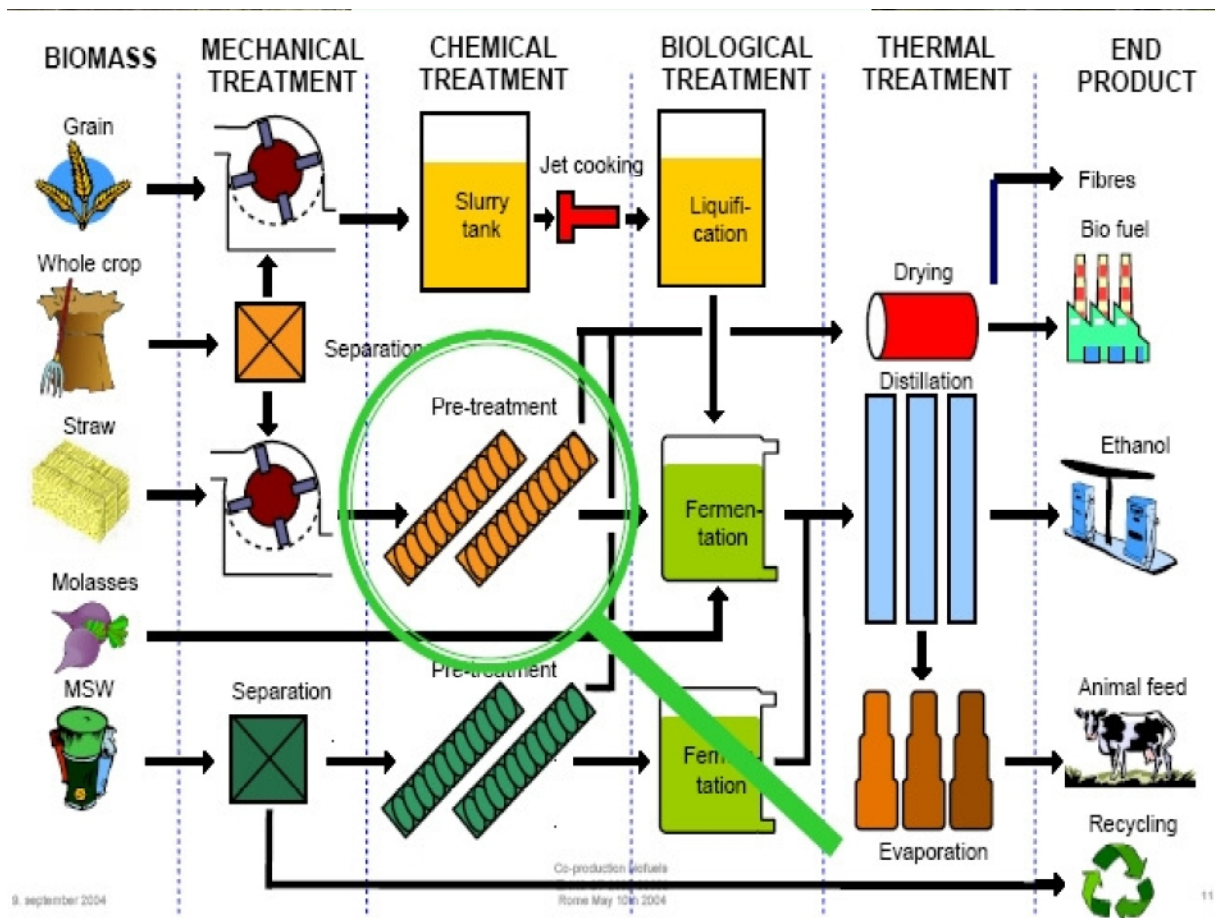 BIOMASS
MECHANICAL
TREATMENT
CHEMICAL
TREATMENT
BIOLOGICAL
TREATMENT
THERMAL
TREATMENT
END
PRODUCT
Grain
Slurry
tank
Jet cooking
Liquifi-
cation
Fibres
Bio fuel
Whole crop
Separation
Drying
Distillation
Straw
Pre-treatment
Fermen-
tation
Ethanol
Molasses
MSW
Separation
Pre-treatment
tation
Animal feed
Evaporation
Recycling
9. september 2004
Co-production biofuels
Rome May 10th 2004
11